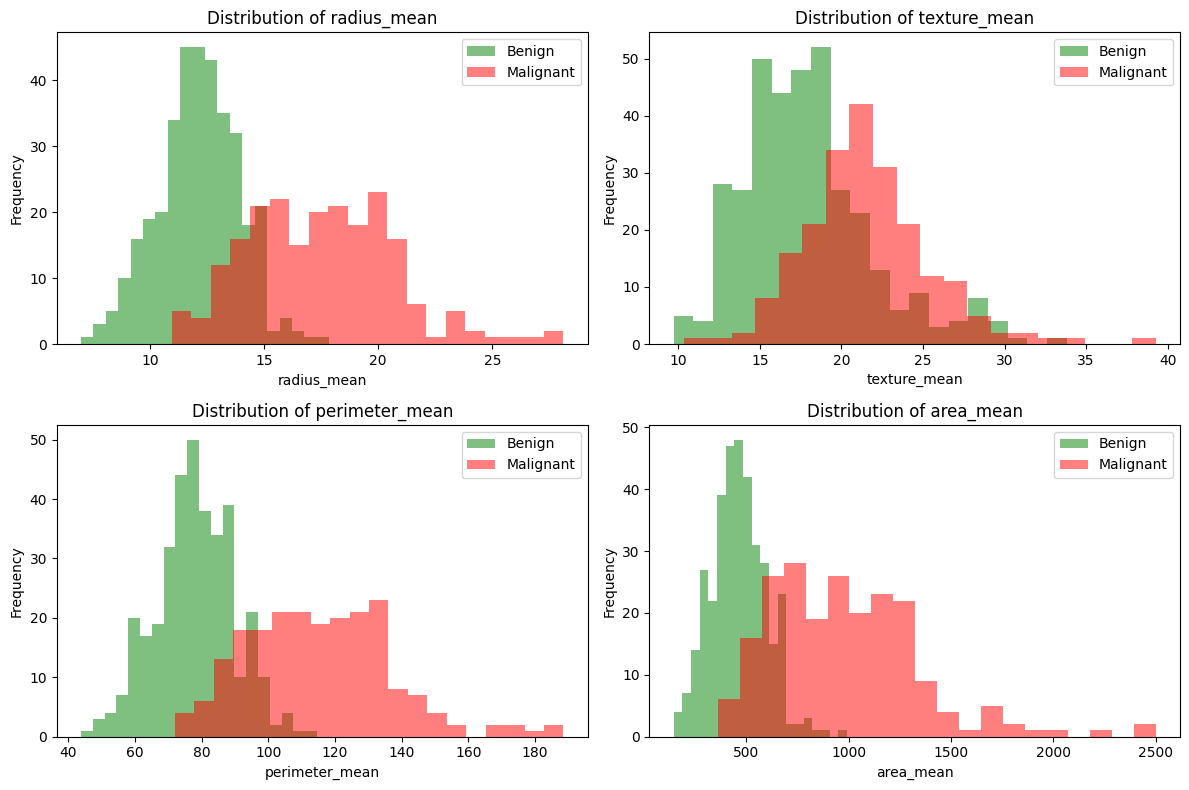 Distribution of radius_mean
Frequency
0
10
20
30
40
10
15
20
25
radius_mean
Benign
Malignant
Distribution of texture_mean
Frequency
0
10
20
30
40
50
10
15
20
25
30
35
40
texture_mean
Benign
Malignant
Distribution of perimeter_mean
Frequency
0
10
20
30
40
50
40
60
80
100
120
140
160
180
perimeter_mean
Benign
Malignant
Distribution of area_mean
Frequency
0
10
20
30
40
50
500
1000
1500
2000
2500
area_mean
Benign
Malignant